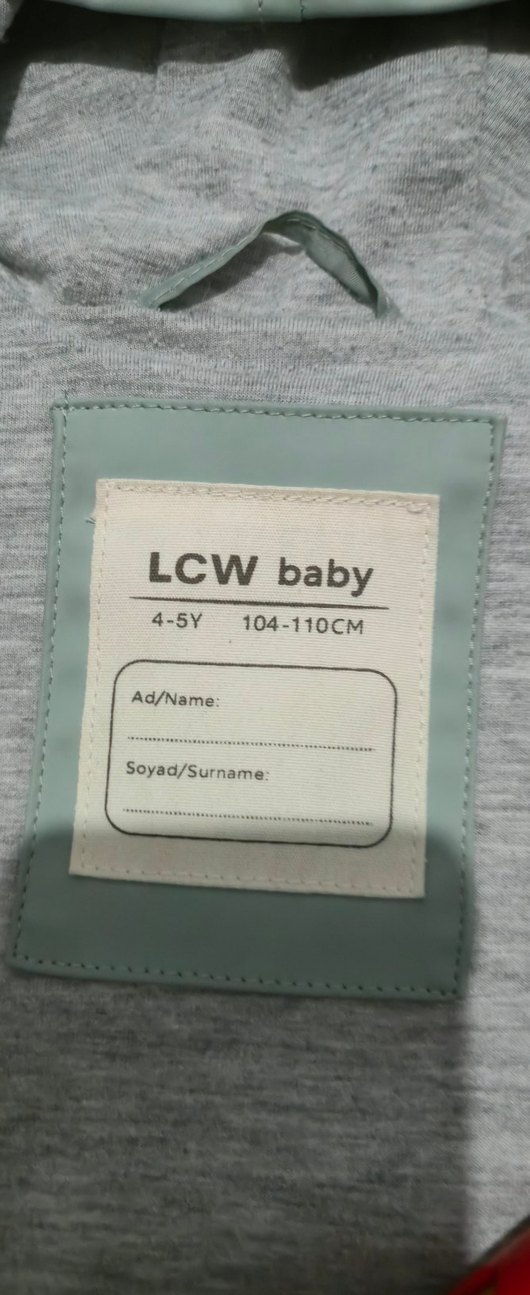 LCW baby
4-5Y 104-110CM
Ad/Name:
Soyad/Surname: